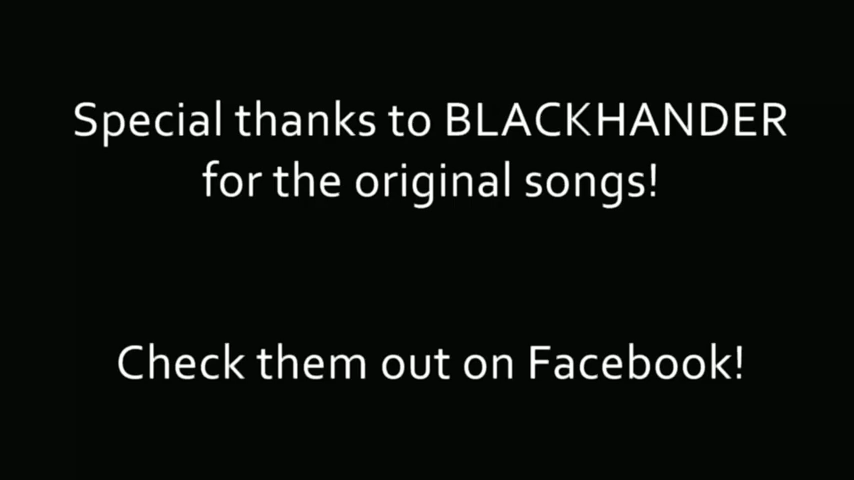 Special thanks to BLACKHANDER
for the original songs!
Check them out on Facebook!